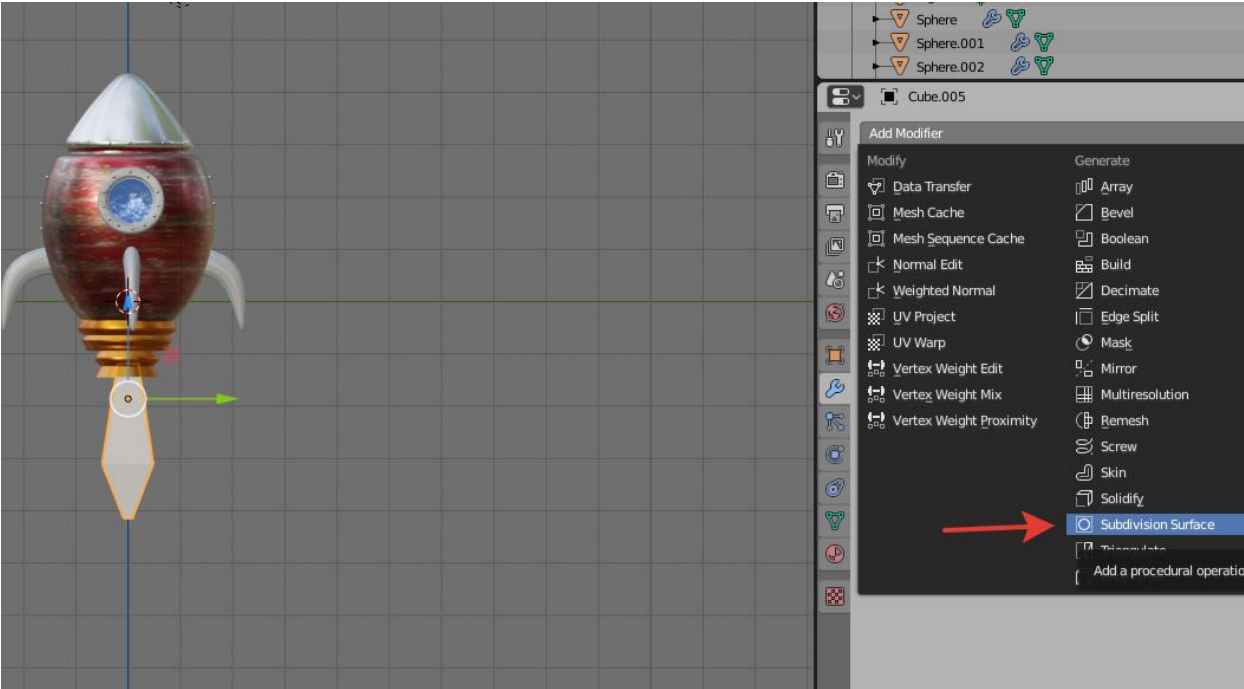 Sphere
Sphere.001
Sphere.002
Cube.005
Add Modifier
Modify
Generate
Data Transfer
Array
Mesh Cache
Bevel
Mesh Sequence Cache
Boolean
Normal Edit
Build
Weighted Normal
Decimate
UV Project
Edge Split
UV Warp
Mask
Vertex Weight Edit
Mirror
Vertex Weight Mix
Multiresolution
Vertex Weight Proximity
Remesh
Screw
Skin
Solidify
Subdivision Surface
Triangulate
Add a procedural operatio